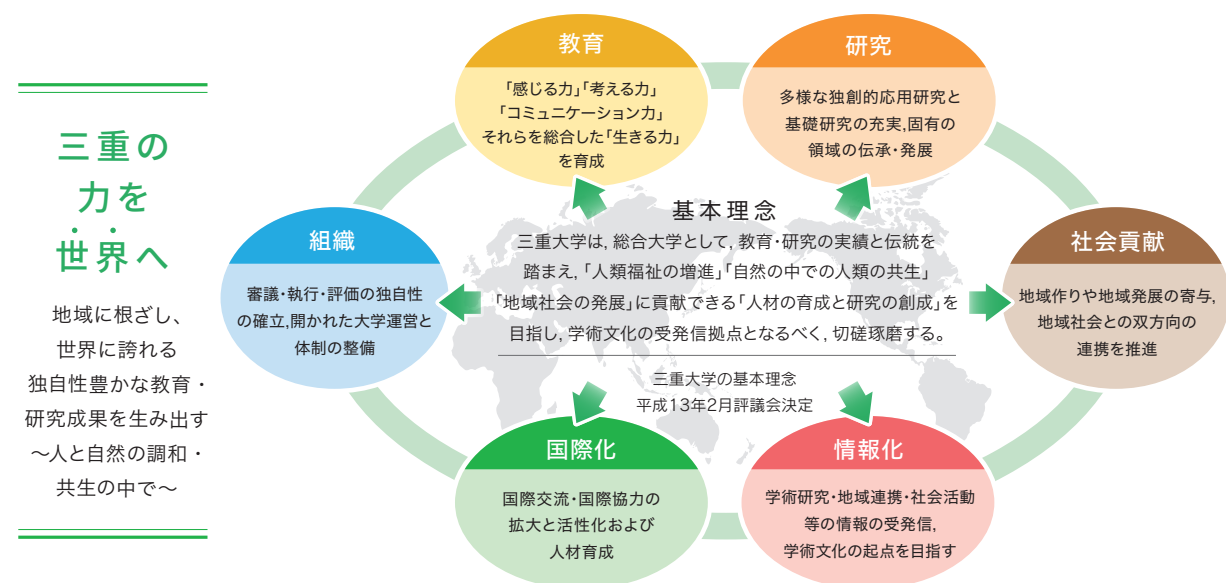 三重の
力を
世界へ
地域に根ざし、
世界に誇れる
独自性豊かな教育・
研究成果を生み出す
～人と自然の調和・
共生の中で～
教育
「感じる力」「考える力」
「コミュニケーション力」
それらを総合した「生きる力」
を育成
研究
多様な独創的応用研究と
基礎研究の充実,固有の
領域の伝承・発展
組織
審議・執行・評価の独自性
の確立,開かれた大学運営と
体制の整備
基本理念
三重大学は, 総合大学として, 教育・研究の実績と伝統を
踏まえ, 「人類福祉の増進」「自然の中での人類の共生」
「地域社会の発展」に貢献できる「人材の育成と研究の創成」を
目指し, 学術文化の受発信拠点となるべく, 切磋琢磨する。
三重大学の基本理念
平成13年2月評議会決定
社会貢献
地域作りや地域発展の寄与,
地域社会との双方向の
連携を推進
国際化
国際交流・国際協力の
拡大と活性化および
人材育成
情報化
学術研究・地域連携・社会活動
等の情報の受発信,
学術文化の起点を目指す